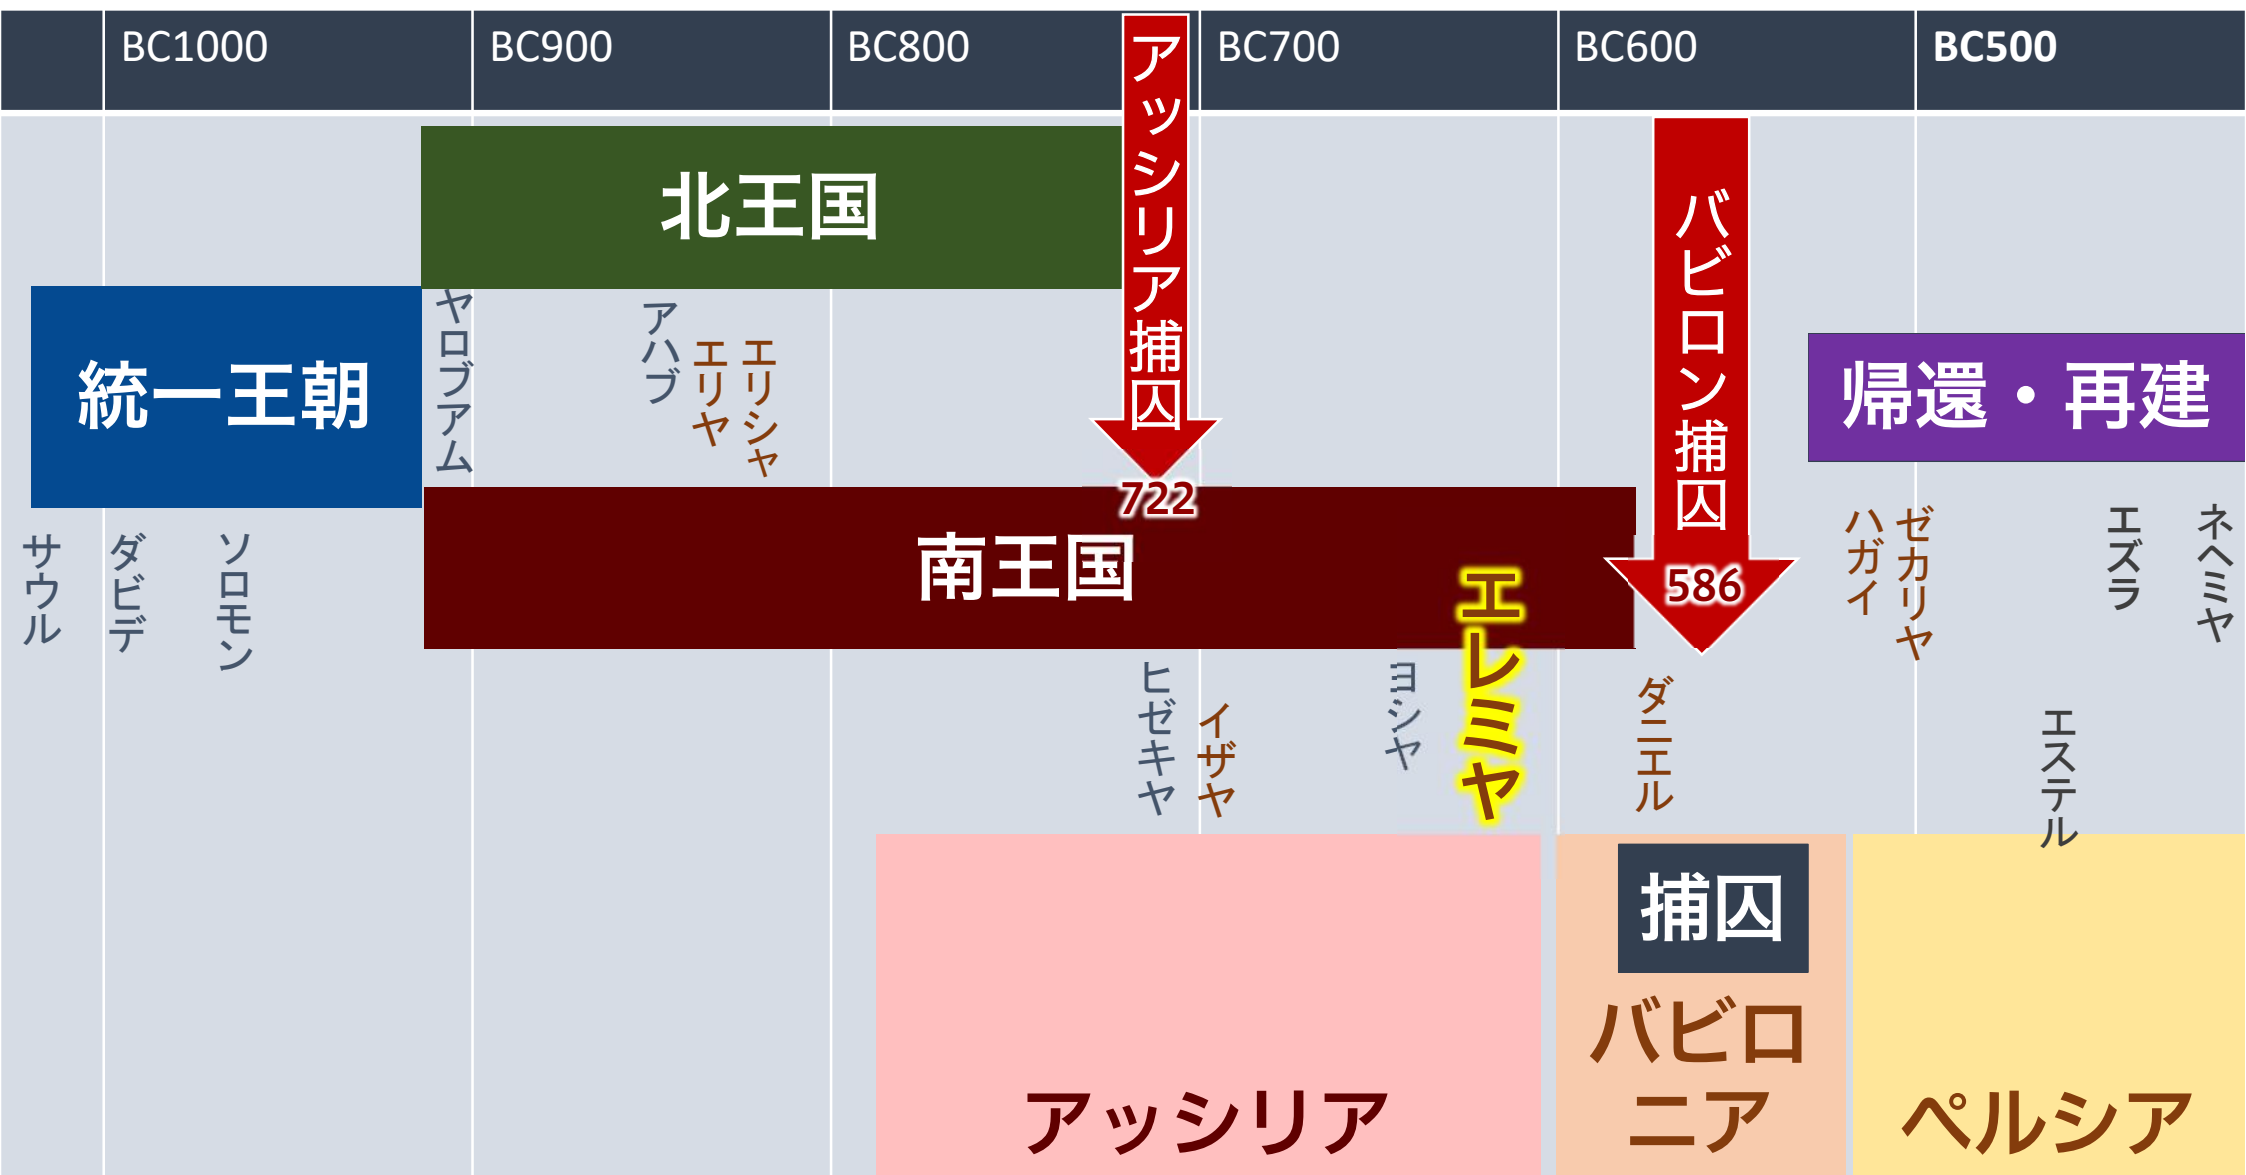 BC1000
BC900
BC800
BC700
BC600
BC500
アッシリア捕囚
722
バビロン捕囚
586
北王国
統一王朝
南王国
帰還・再建
ヤロブアム
アハブ
エリヤ
エリシャ
サウル
ダビデ
ソロモン
ヒゼキヤ
イザヤ
ヨシヤ
エレミヤ
ダニエル
ハガイ
ゼカリヤ
エズラ
ネヘミヤ
エステル
捕囚
アッシリア
バビロ
ニア
ペルシア